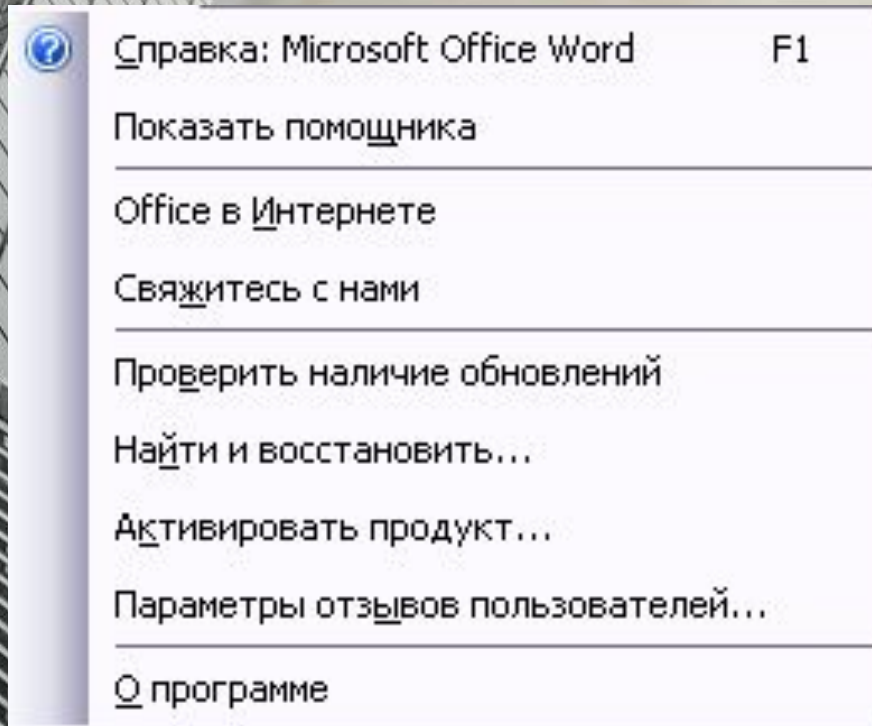 Справка: Microsoft Office Word F1
Показать помощника
Office в Интернете
Свяжитесь с нами
Проверить наличие обновлений
Найти и восстановить...
Активировать продукт...
Параметры отзывов пользователей...
О программе